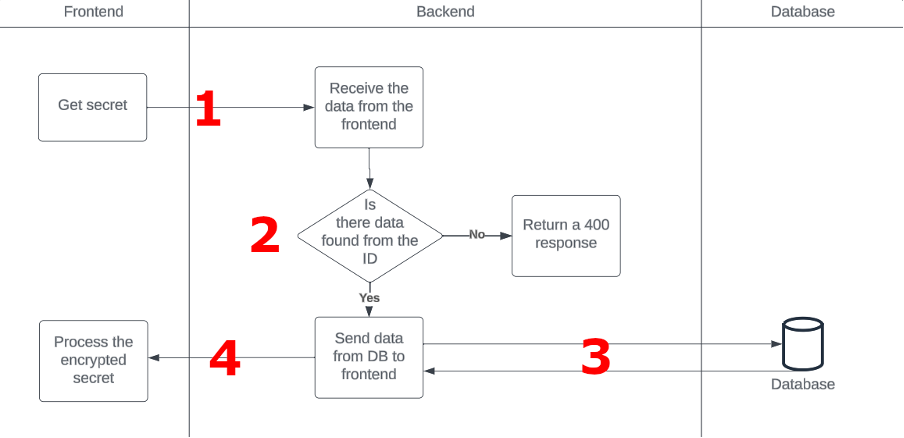 Frontend
Backend
Database
Get secret
1
Receive the
data from the
frontend
2
Is
there data
found from the
ID
No
Return a 400
response
Yes
Process the
encrypted
secret
4
Send data
from DB to
frontend
3
Database